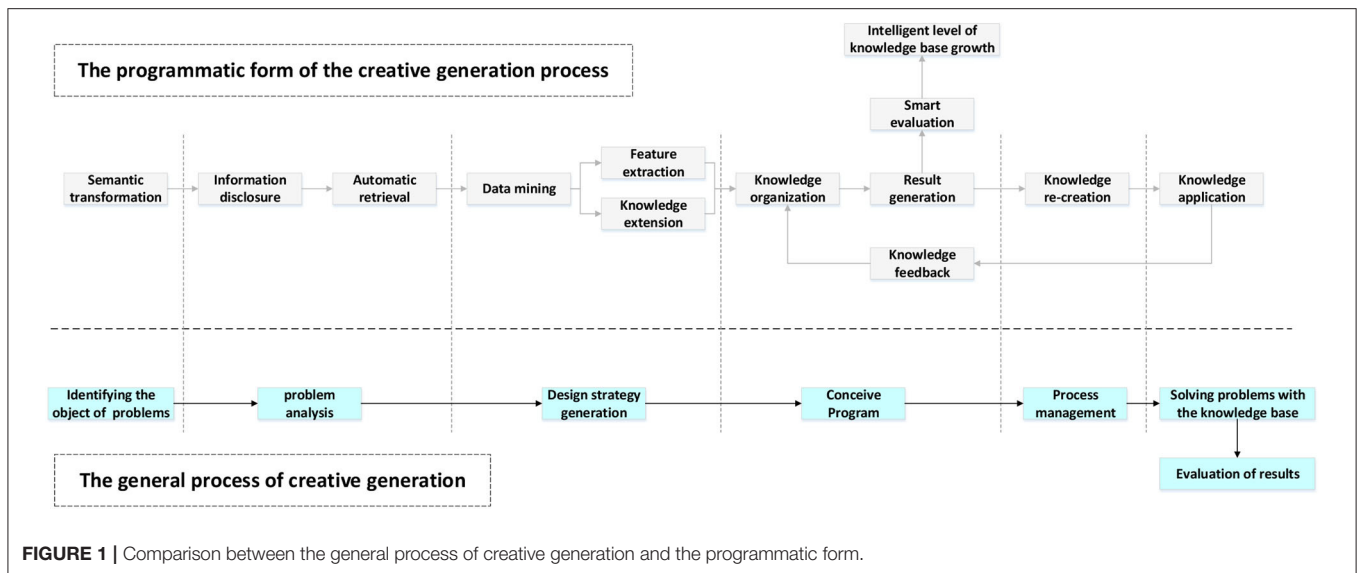 Intelligent level of
knowledge base growth
The programmatic form of the creative generation process
Smart
evaluation
Semantic
transformation
Information
disclosure
Automatic
retrieval
Data mining
Feature
extraction
Knowledge
extension
Knowledge
organization
Result
generation
Knowledge
re-creation
Knowledge
application
Knowledge
feedback
Identifying the
object of problems
problem
analysis
Design strategy
generation
Conceive
Program
Process
management
Solving problems with
the knowledge base
The general process of creative generation
Evaluation of results
FIGURE 1 | Comparison between the general process of creative generation and the programmatic form.